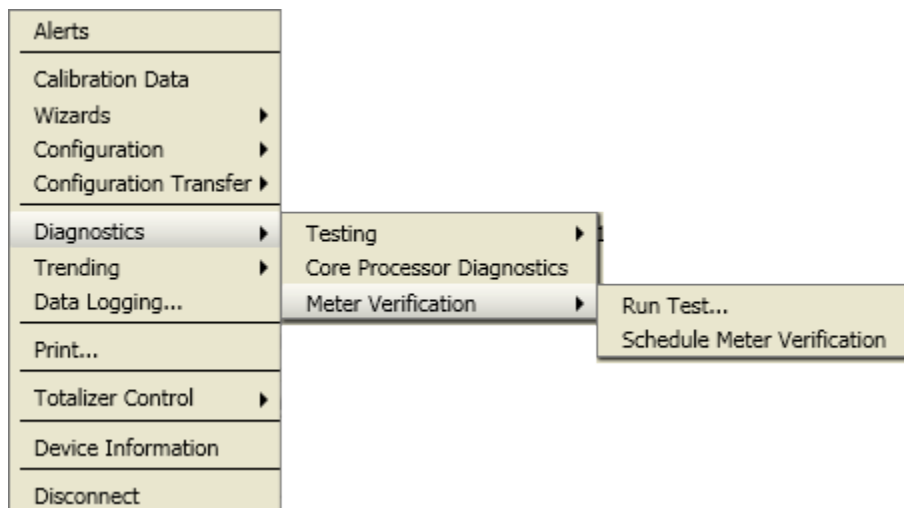 Alerts
Calibration Data
Wizards
Configuration
Configuration Transfer
Diagnostics
Trending
Data Logging...
Print...
Totalizer Control
Device Information
Disconnect
Testing
Core Processor Diagnostics
Meter Verification
Run Test...
Schedule Meter Verification